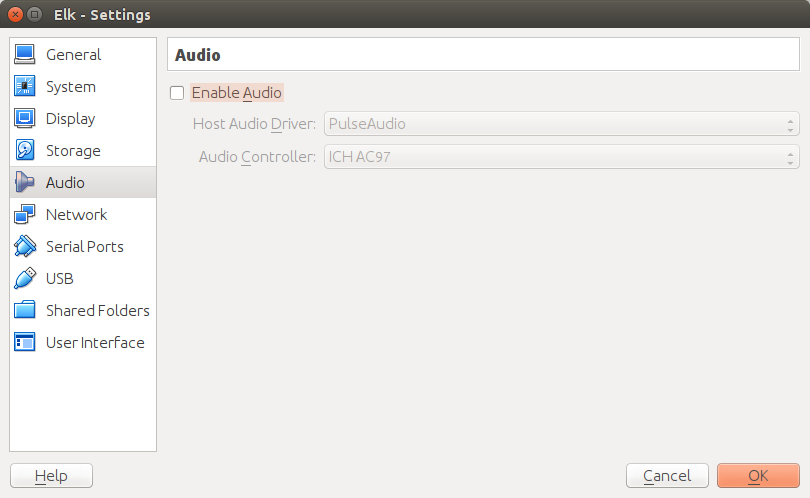 Elk - Settings
General
System
Display
Storage
Audio
Network
Serial Ports
USB
Shared Folders
User Interface
Audio
Enable Audio
Host Audio Driver: PulseAudio
Audio Controller: ICH AC97
Help
Cancel
OK